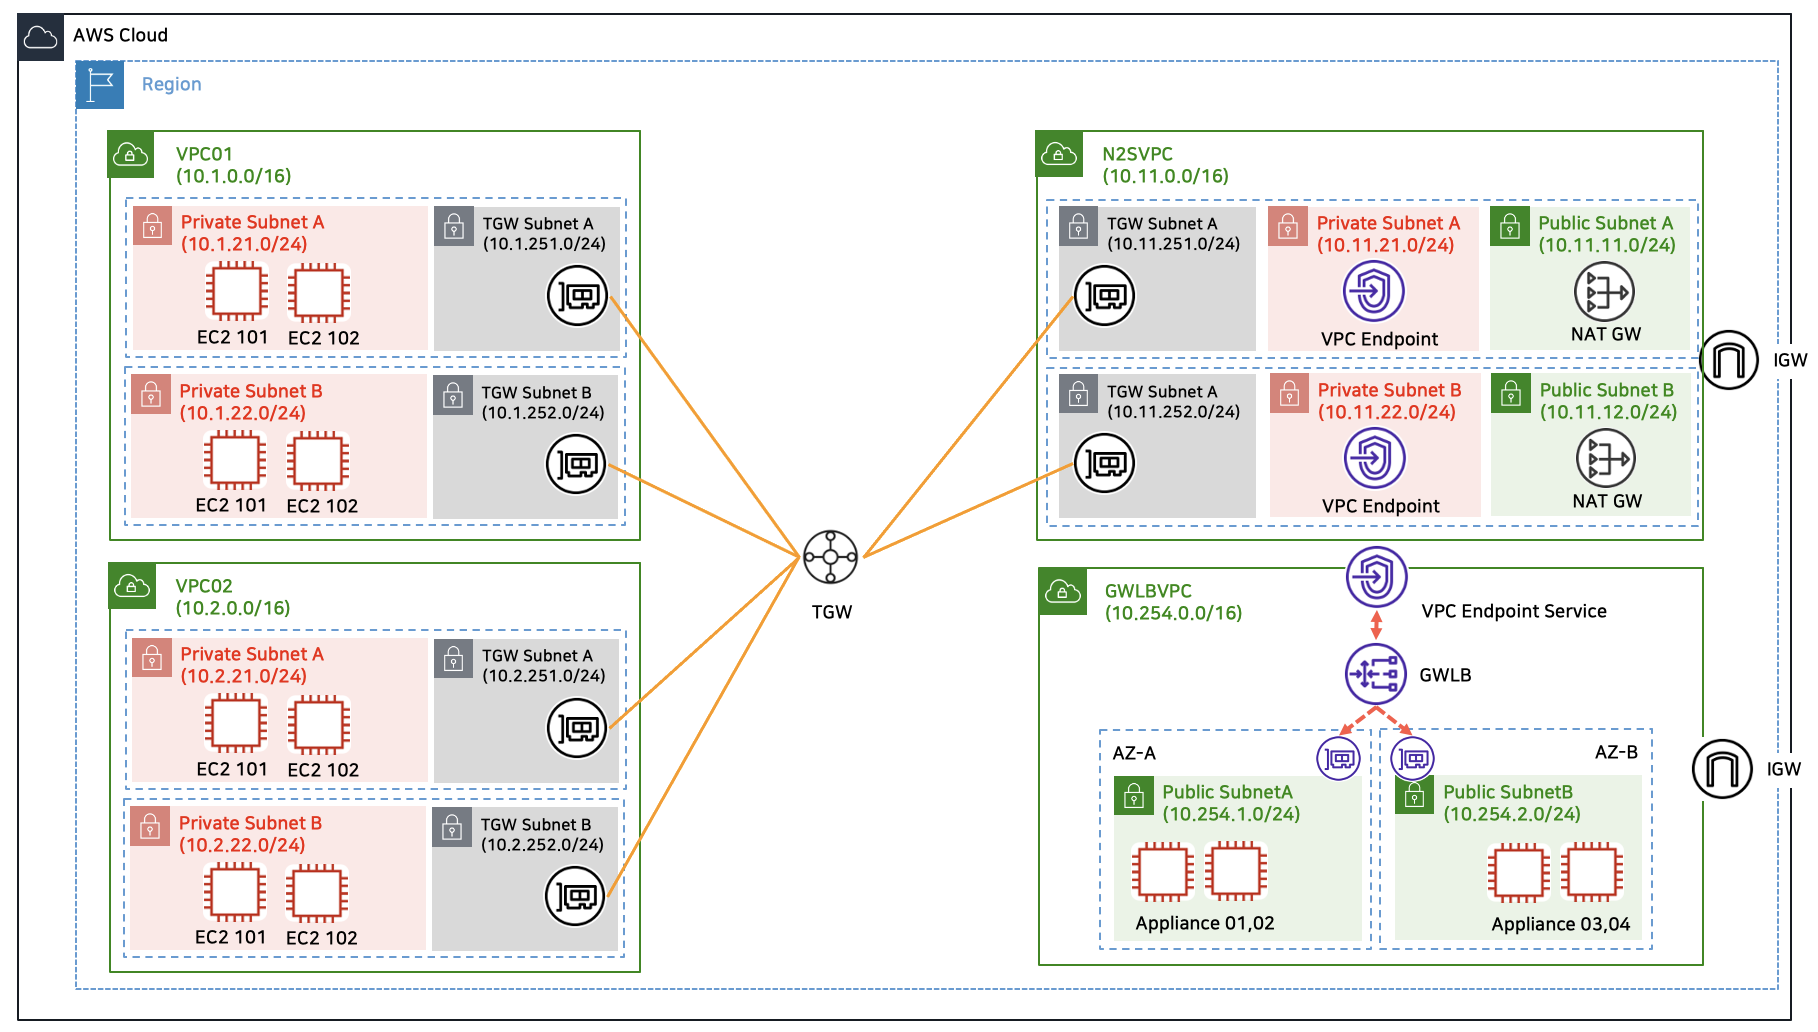 AWS Cloud
Region
VPC01
(10.1.0.0/16)
Private Subnet A
(10.1.21.0/24)
EC2 101
EC2 102
TGW Subnet A
(10.1.251.0/24)
Private Subnet B
(10.1.22.0/24)
EC2 101
EC2 102
TGW Subnet B
(10.1.252.0/24)
VPC02
(10.2.0.0/16)
Private Subnet A
(10.2.21.0/24)
EC2 101
EC2 102
TGW Subnet A
(10.2.251.0/24)
Private Subnet B
(10.2.22.0/24)
EC2 101
EC2 102
TGW Subnet B
(10.2.252.0/24)
TGW
N2SVPC
(10.11.0.0/16)
TGW Subnet A
(10.11.251.0/24)
Private Subnet A
(10.11.21.0/24)
VPC Endpoint
Public Subnet A
(10.11.11.0/24)
NAT GW
TGW Subnet A
(10.11.252.0/24)
Private Subnet B
(10.11.22.0/24)
VPC Endpoint
Public Subnet B
(10.11.12.0/24)
NAT GW
IGW
GWLBVPC
(10.254.0.0/16)
VPC Endpoint Service
GWLB
AZ-A
Public SubnetA
(10.254.1.0/24)
Appliance 01,02
AZ-B
Public SubnetB
(10.254.2.0/24)
Appliance 03,04
IGW